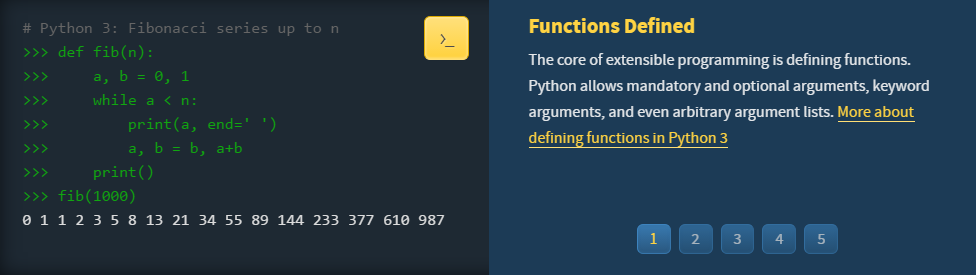 # Python 3: Fibonacci series up to n
>>> def fib(n):
>>>     a, b = 0, 1
>>>     while a < n:
>>>         print(a, end=' ')
>>>         a, b = b, a+b
>>>     print()
>>> fib(1000)
0 1 1 2 3 5 8 13 21 34 55 89 144 233 377 610 987
>_
Functions Defined
The core of extensible programming is defining functions.
Python allows mandatory and optional arguments, keyword
arguments, and even arbitrary argument lists. More about
defining functions in Python 3
1 2 3 4 5